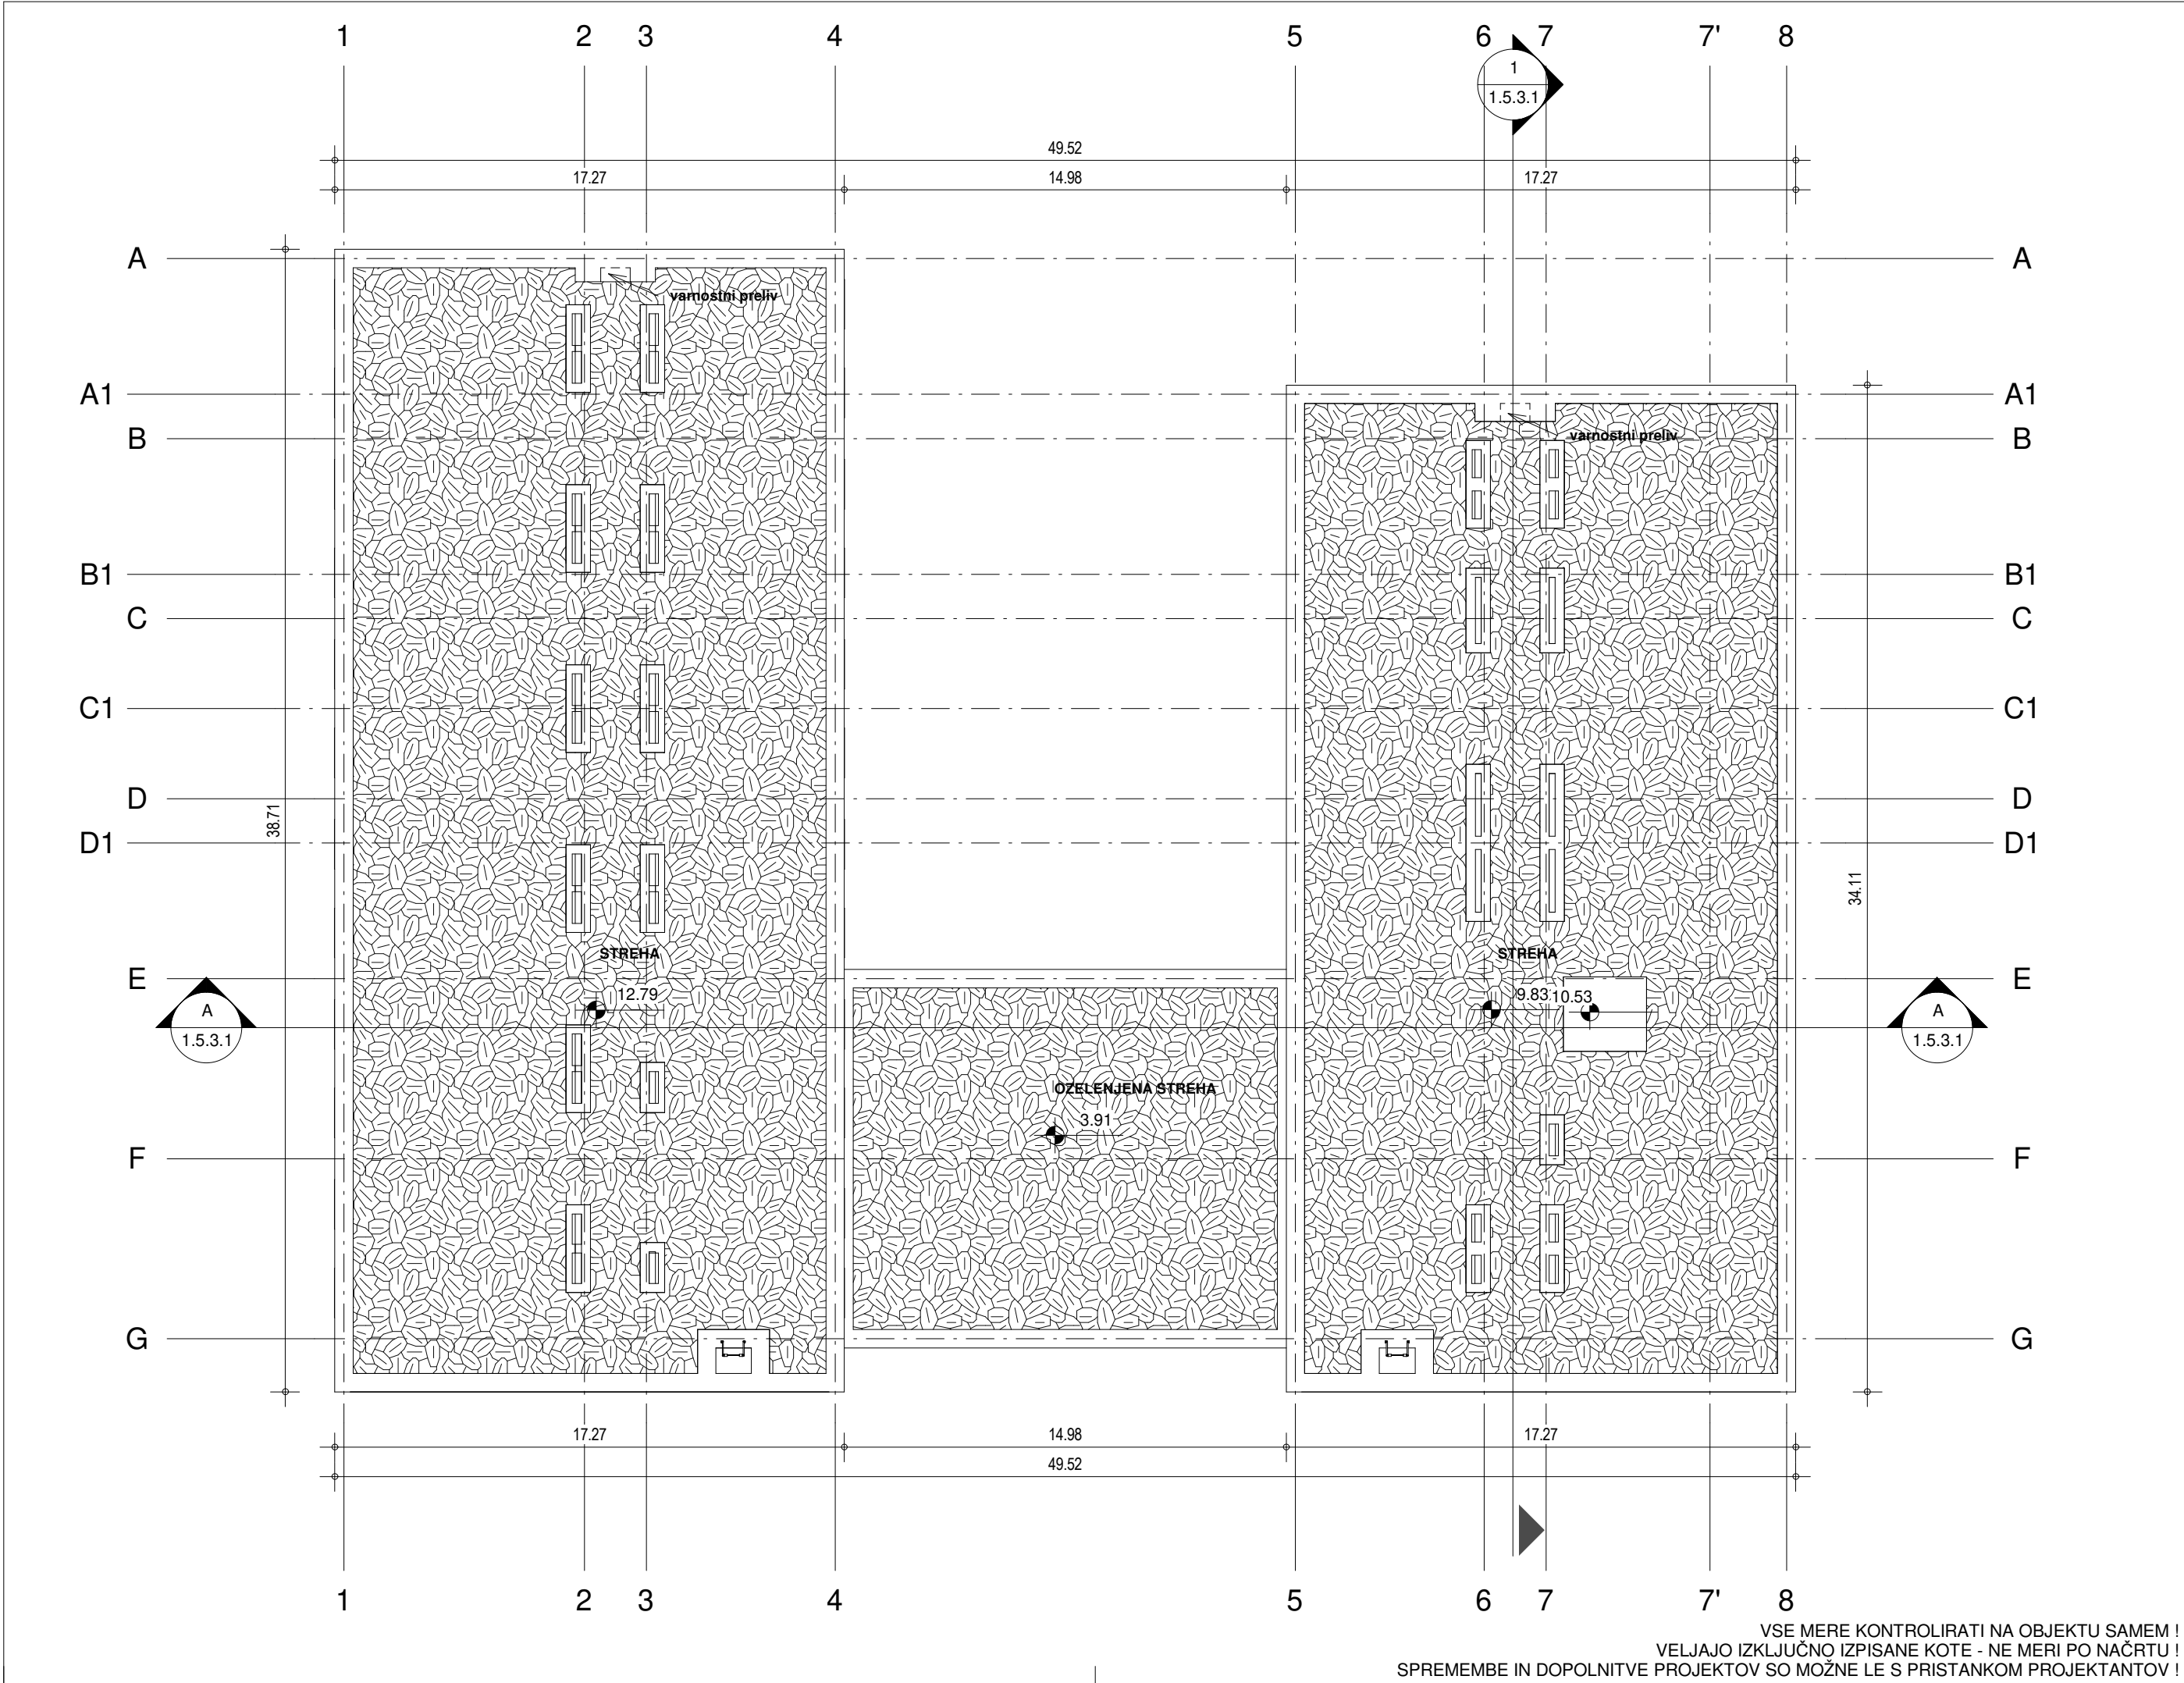 1 2 3 4 5 6 7 7' 8
1
1.5.3.1
49.52
17.27 14.98 17.27
A A
varnostni preliv
A1 A1
B B
varnostni preliv
B1 B1
C C
C1 C1
D D
38.71
D1 D1
34.11
STREHA STREHA
E E
12.79 9.83 10.53
A A
1.5.3.1 1.5.3.1
OZELENJENA STREHA
3.91
F F
G G
17.27 14.98 17.27
49.52
1 2 3 4 5 6 7 7' 8
VSE MERE KONTROLIRATI NA OBJEKTU SAMEM !
VELJAJO IZKLJUČNO IZPISANE KOTE - NE MERI PO NAČRTU !
SPREMEMBE IN DOPOLNITVE PROJEKTOV SO MOŽNE LE S PRISTANKOM PROJEKTANTOV !